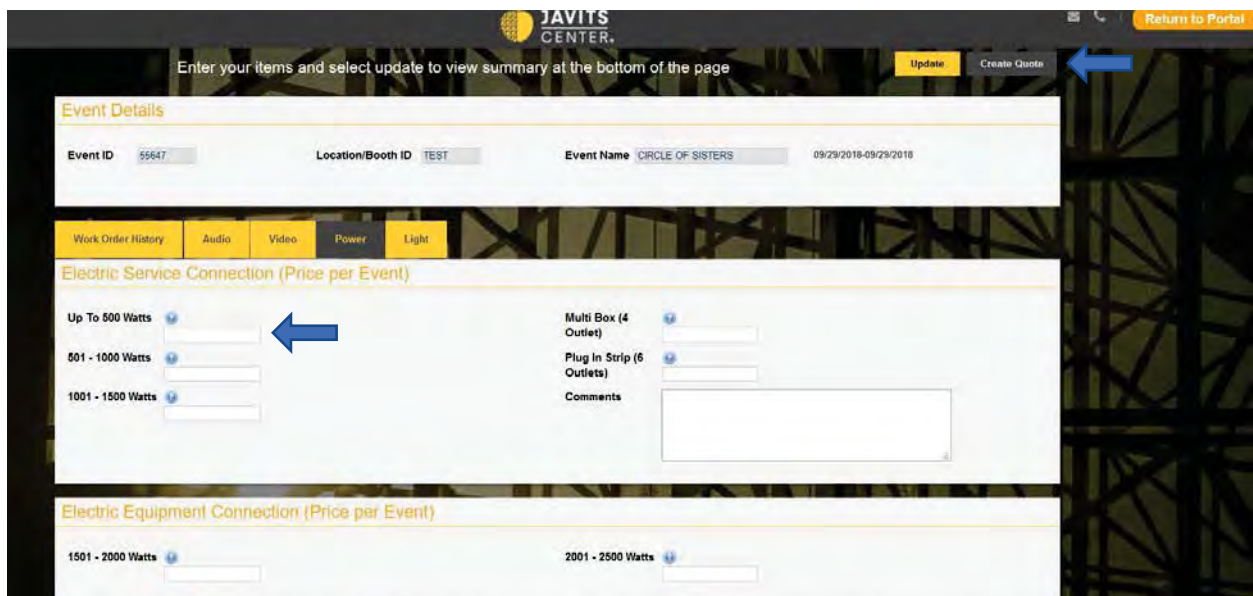 JAVITS
CENTER.
Return to Portal
Enter your items and select update to view summary at the bottom of the page
Update
Create Quote
Event Details
Event ID 55647 Location/Booth ID TEST Event Name CIRCLE OF SISTERS 09/29/2018-09/29/2018
Work Order History Audio Video Power Light
Electric Service Connection (Price per Event)
Up To 500 Watts
501 - 1000 Watts
1001 - 1500 Watts
Multi Box (4
Outlet)
Plug In Strip (6
Outlets)
Comments
Electric Equipment Connection (Price per Event)
1501 - 2000 Watts 2001 - 2500 Watts